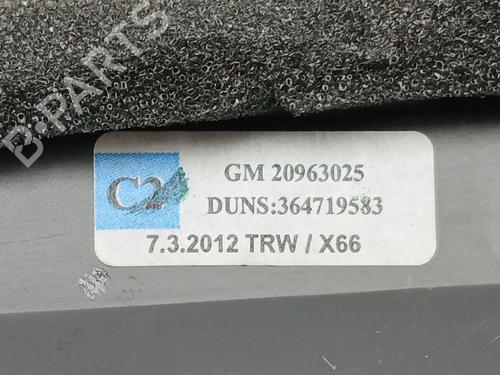 B-PARTS
C2
GM 20963025
DUNS:364719583
7.3.2012 TRW / X66